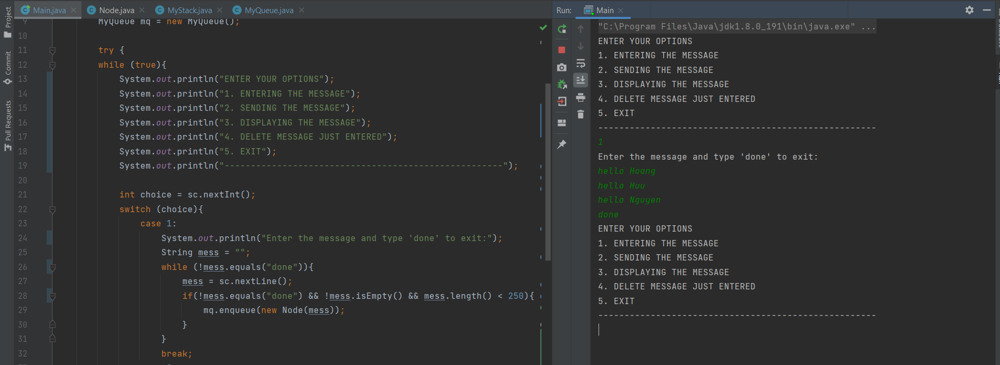 Main.java
Node.java
MyStack.java
MyQueue.java
Project
Commit
Pull Requests
9 MyQueue mq = new MyQueue();
10
11 try {
12 while (true){
13 System.out.println("ENTER YOUR OPTIONS");
14 System.out.println("1. ENTERING THE MESSAGE");
15 System.out.println("2. SENDING THE MESSAGE");
16 System.out.println("3. DISPLAYING THE MESSAGE");
17 System.out.println("4. DELETE MESSAGE JUST ENTERED");
18 System.out.println("5. EXIT");
19 System.out.println("-----------------------------------------------------");
20
21 int choice = sc.nextInt();
22 switch (choice){
23 case 1:
24 System.out.println("Enter the message and type 'done' to exit:");
25 String mess = "";
26 while (!mess.equals("done")){
27 mess = sc.nextLine();
28 if(!mess.equals("done") && !mess.isEmpty() && mess.length() < 250){
29 mq.enqueue(new Node(mess));
30 }
31 }
32 break;
Run: Main
"C:\Program Files\Java\jdk1.8.0_191\bin\java.exe" ...
ENTER YOUR OPTIONS
1. ENTERING THE MESSAGE
2. SENDING THE MESSAGE
3. DISPLAYING THE MESSAGE
4. DELETE MESSAGE JUST ENTERED
5. EXIT
-----------------------------------------------------
1
Enter the message and type 'done' to exit:
hello Hoang
hello Huu
hello Nguyen
done
ENTER YOUR OPTIONS
1. ENTERING THE MESSAGE
2. SENDING THE MESSAGE
3. DISPLAYING THE MESSAGE
4. DELETE MESSAGE JUST ENTERED
5. EXIT
-----------------------------------------------------